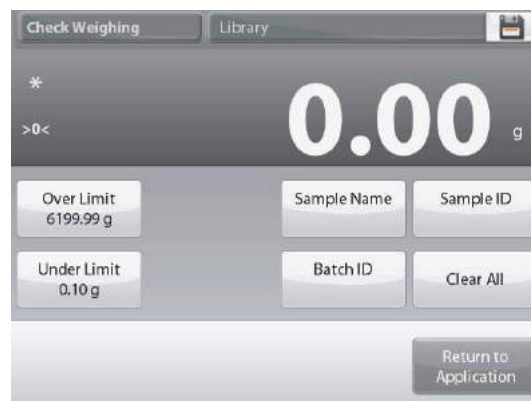 Check Weighing
Library
*
>0<
0.00 g
Over Limit
6199.99 g
Sample Name
Sample ID
Under Limit
0.10 g
Batch ID
Clear All
Return to
Application